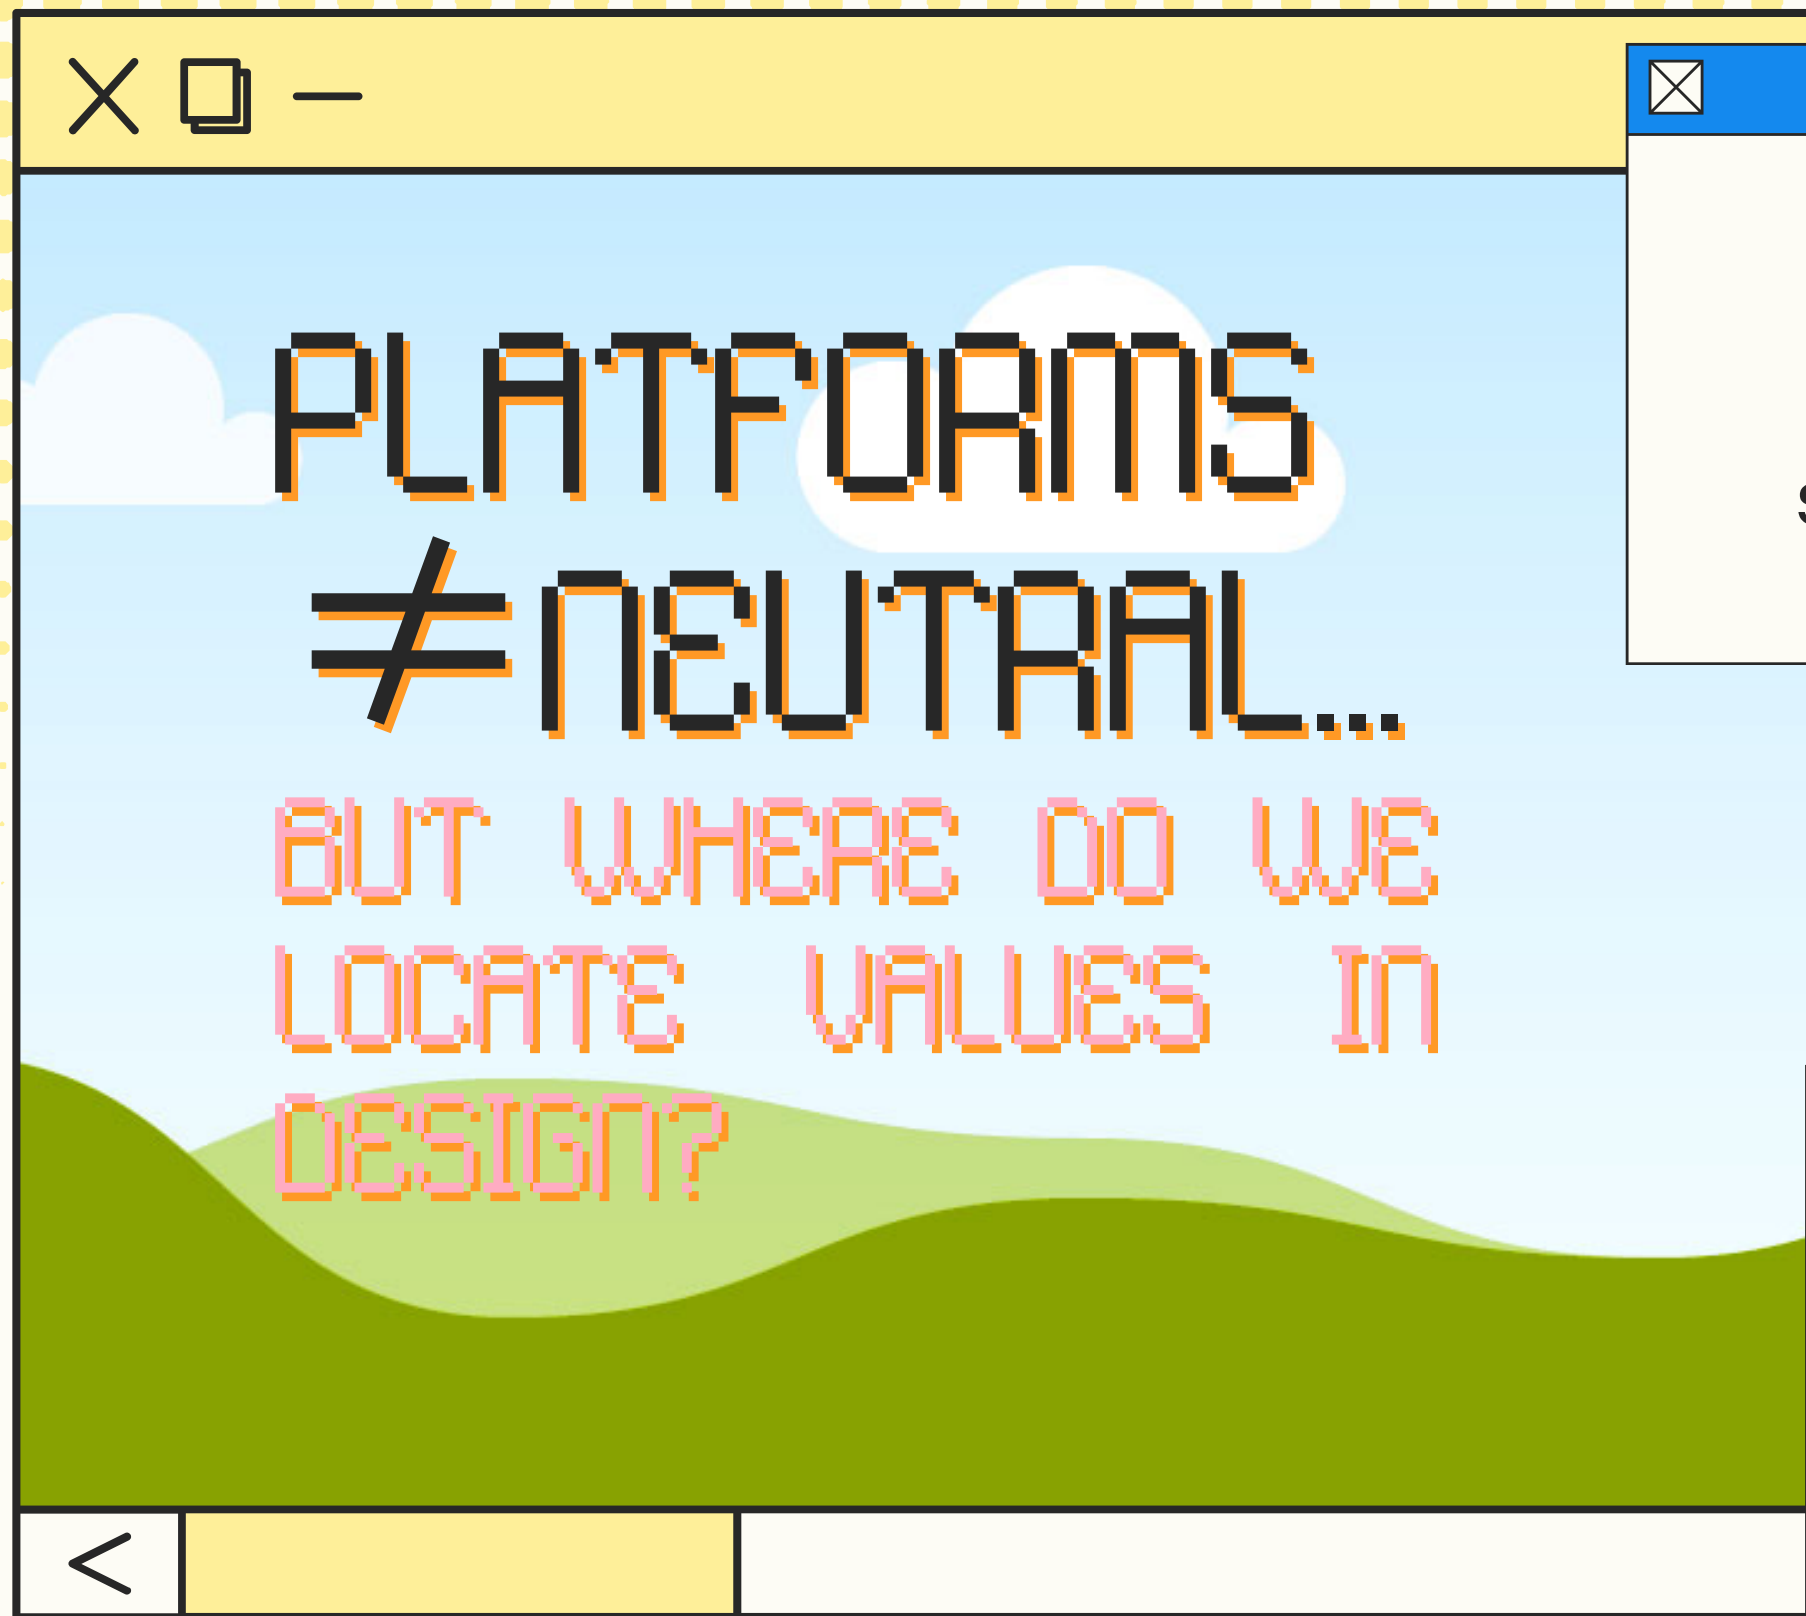 PLATFORMS
≠NEUTRAL...
BUT WHERE DO WE
LOCATE VALUES IN
DESIGN?